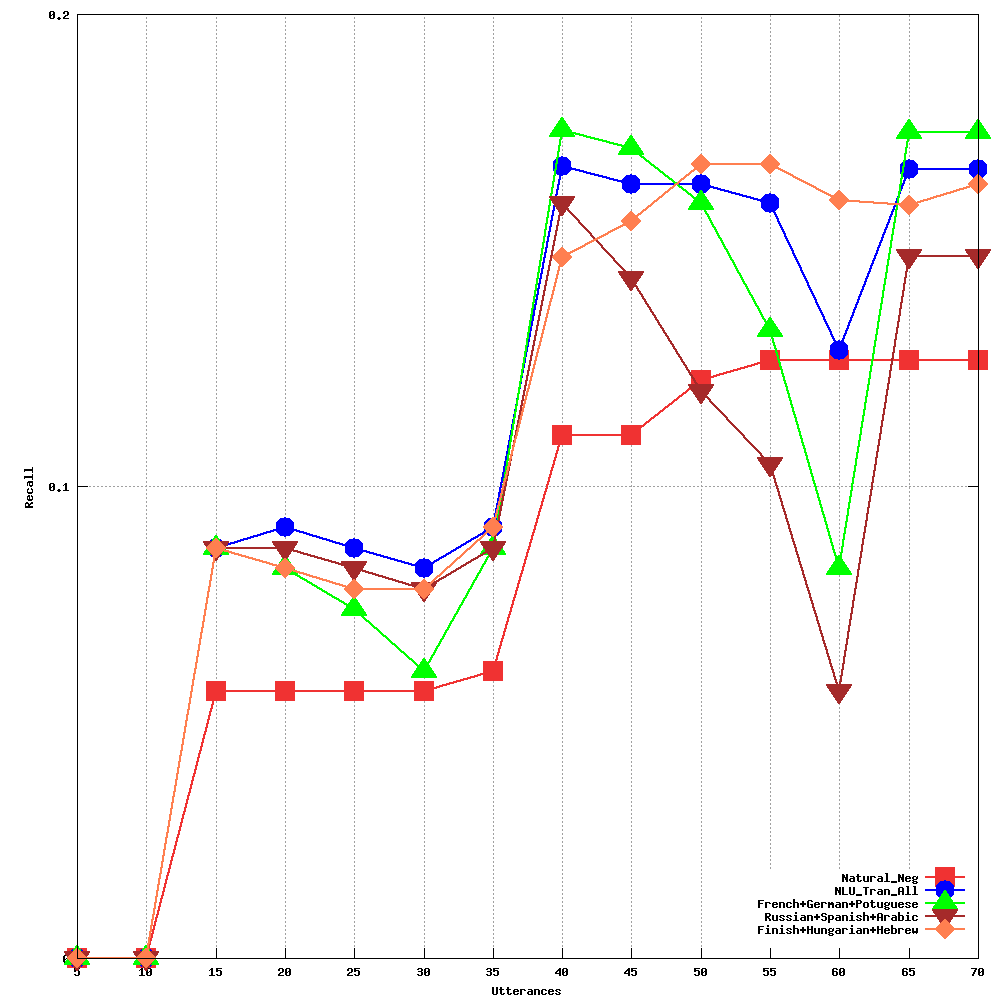 0.2
Recall
0.1
0
5 10 15 20 25 30 35 40 45 50 55 60 65 70
Utterances
Natural_Neg
NLU_Tran_All
French+German+Potuguese
Russian+Spanish+Arabic
Finish+Hungarian+Hebrew